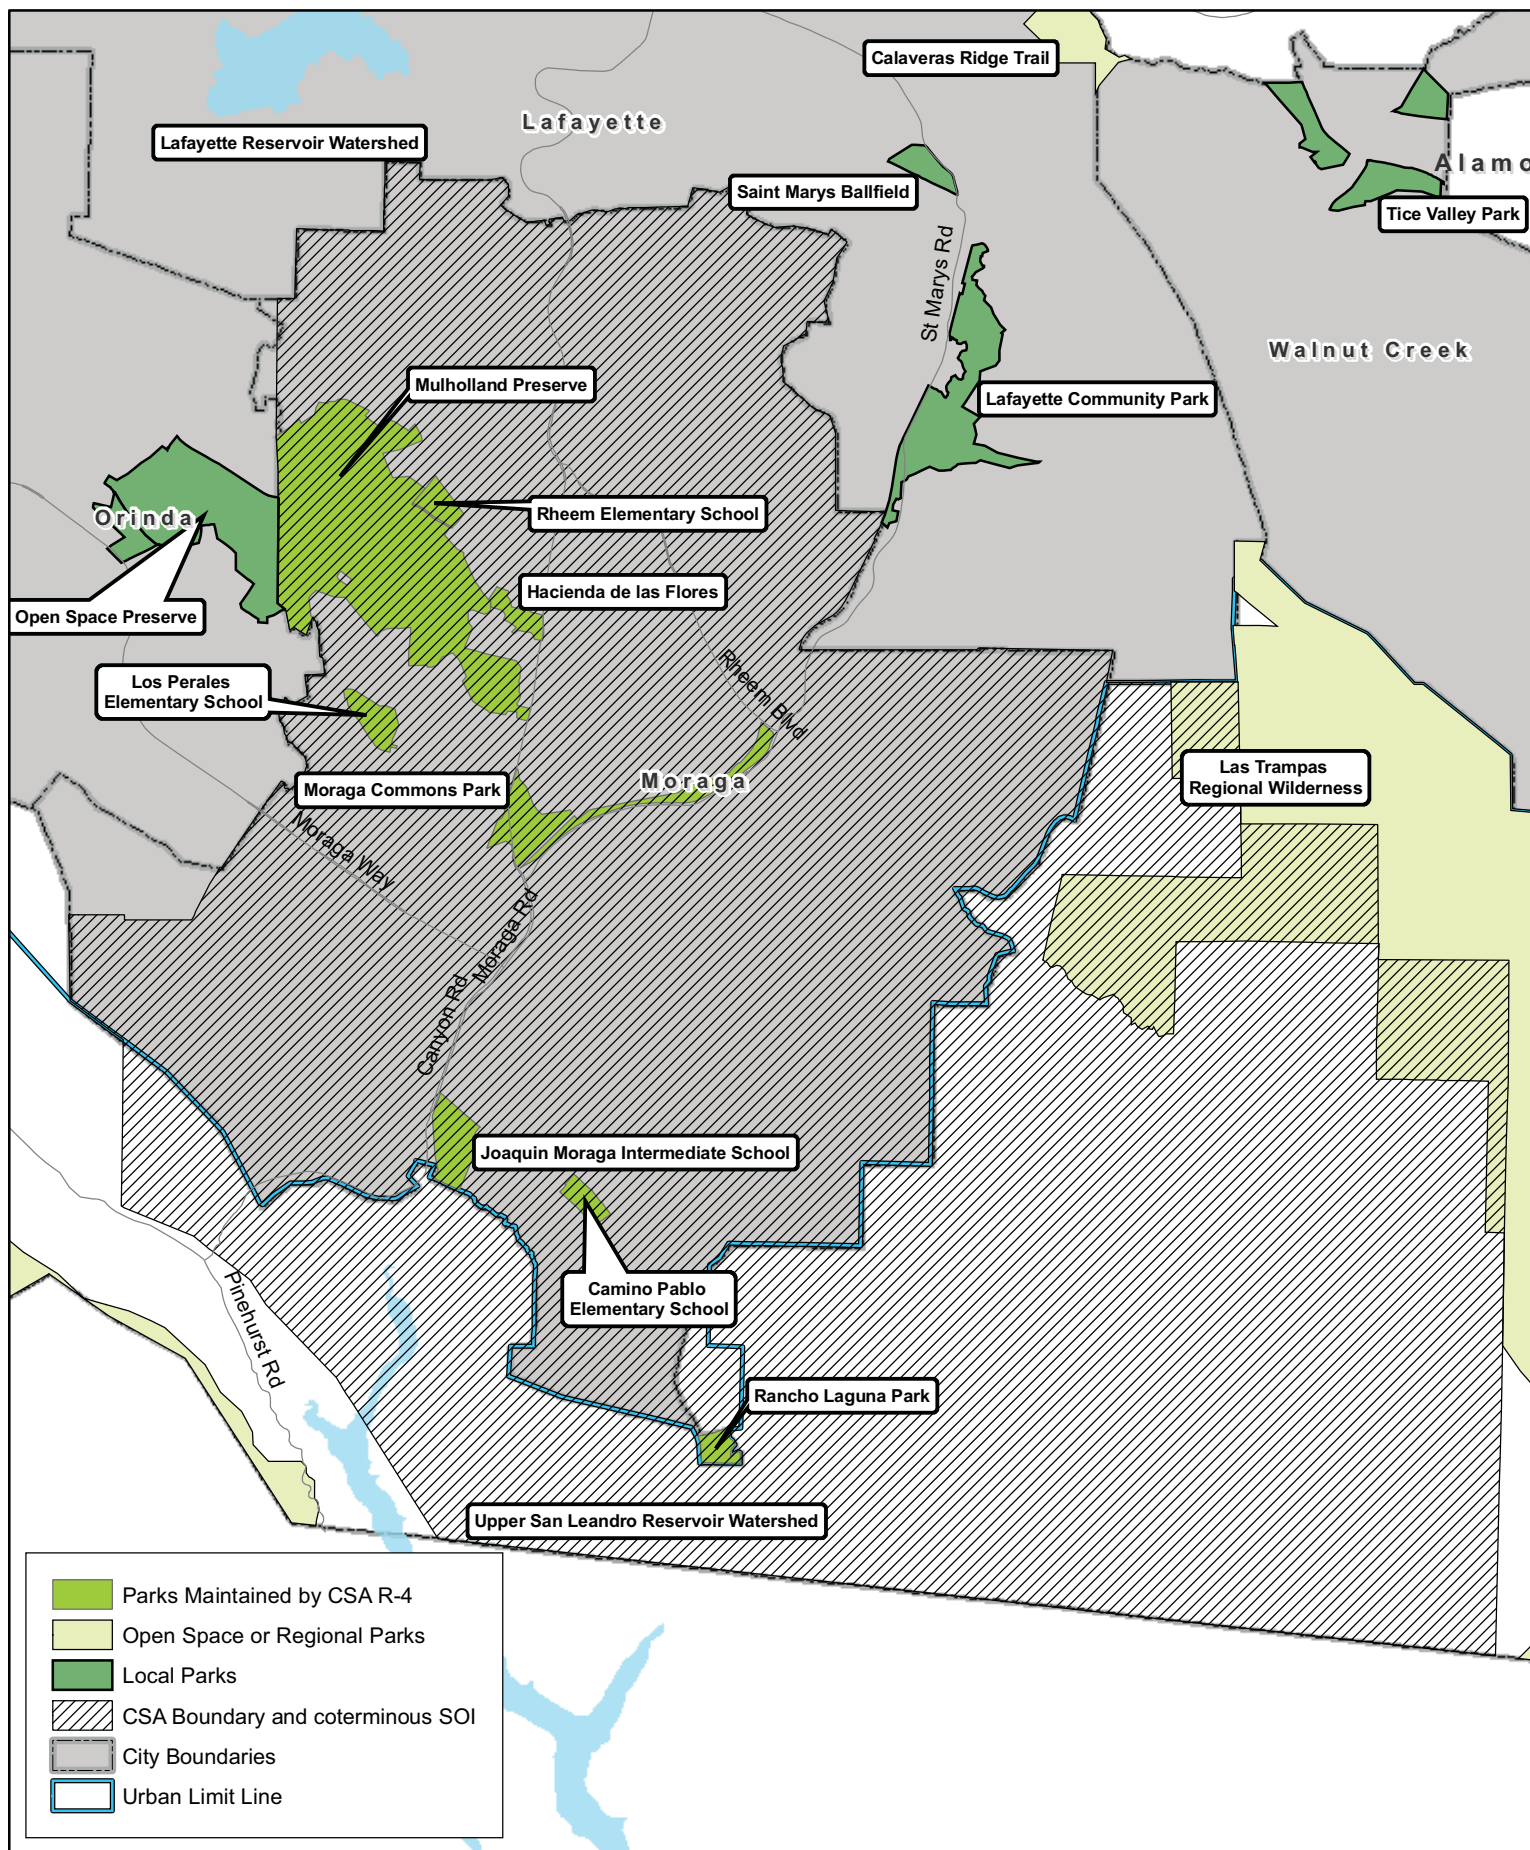 Calaveras Ridge Trail
Lafayette
Lafayette Reservoir Watershed
Alamo
Saint Marys Ballfield
Tice Valley Park
St Marys Rd
Walnut Creek
Mulholland Preserve
Lafayette Community Park
Rheem Elementary School
Orinda
Hacienda de las Flores
Open Space Preserve
Los Perales
Elementary School
Rheem Blvd
Las Trampas
Regional Wilderness
Moraga
Moraga Commons Park
Moraga Way
Moraga Rd
Canyon Rd
Joaquin Moraga Intermediate School
Camino Pablo
Elementary School
Pinehurst Rd
Rancho Laguna Park
Upper San Leandro Reservoir Watershed
Parks Maintained by CSA R-4
Open Space or Regional Parks
Local Parks
CSA Boundary and coterminous SOI
City Boundaries
Urban Limit Line